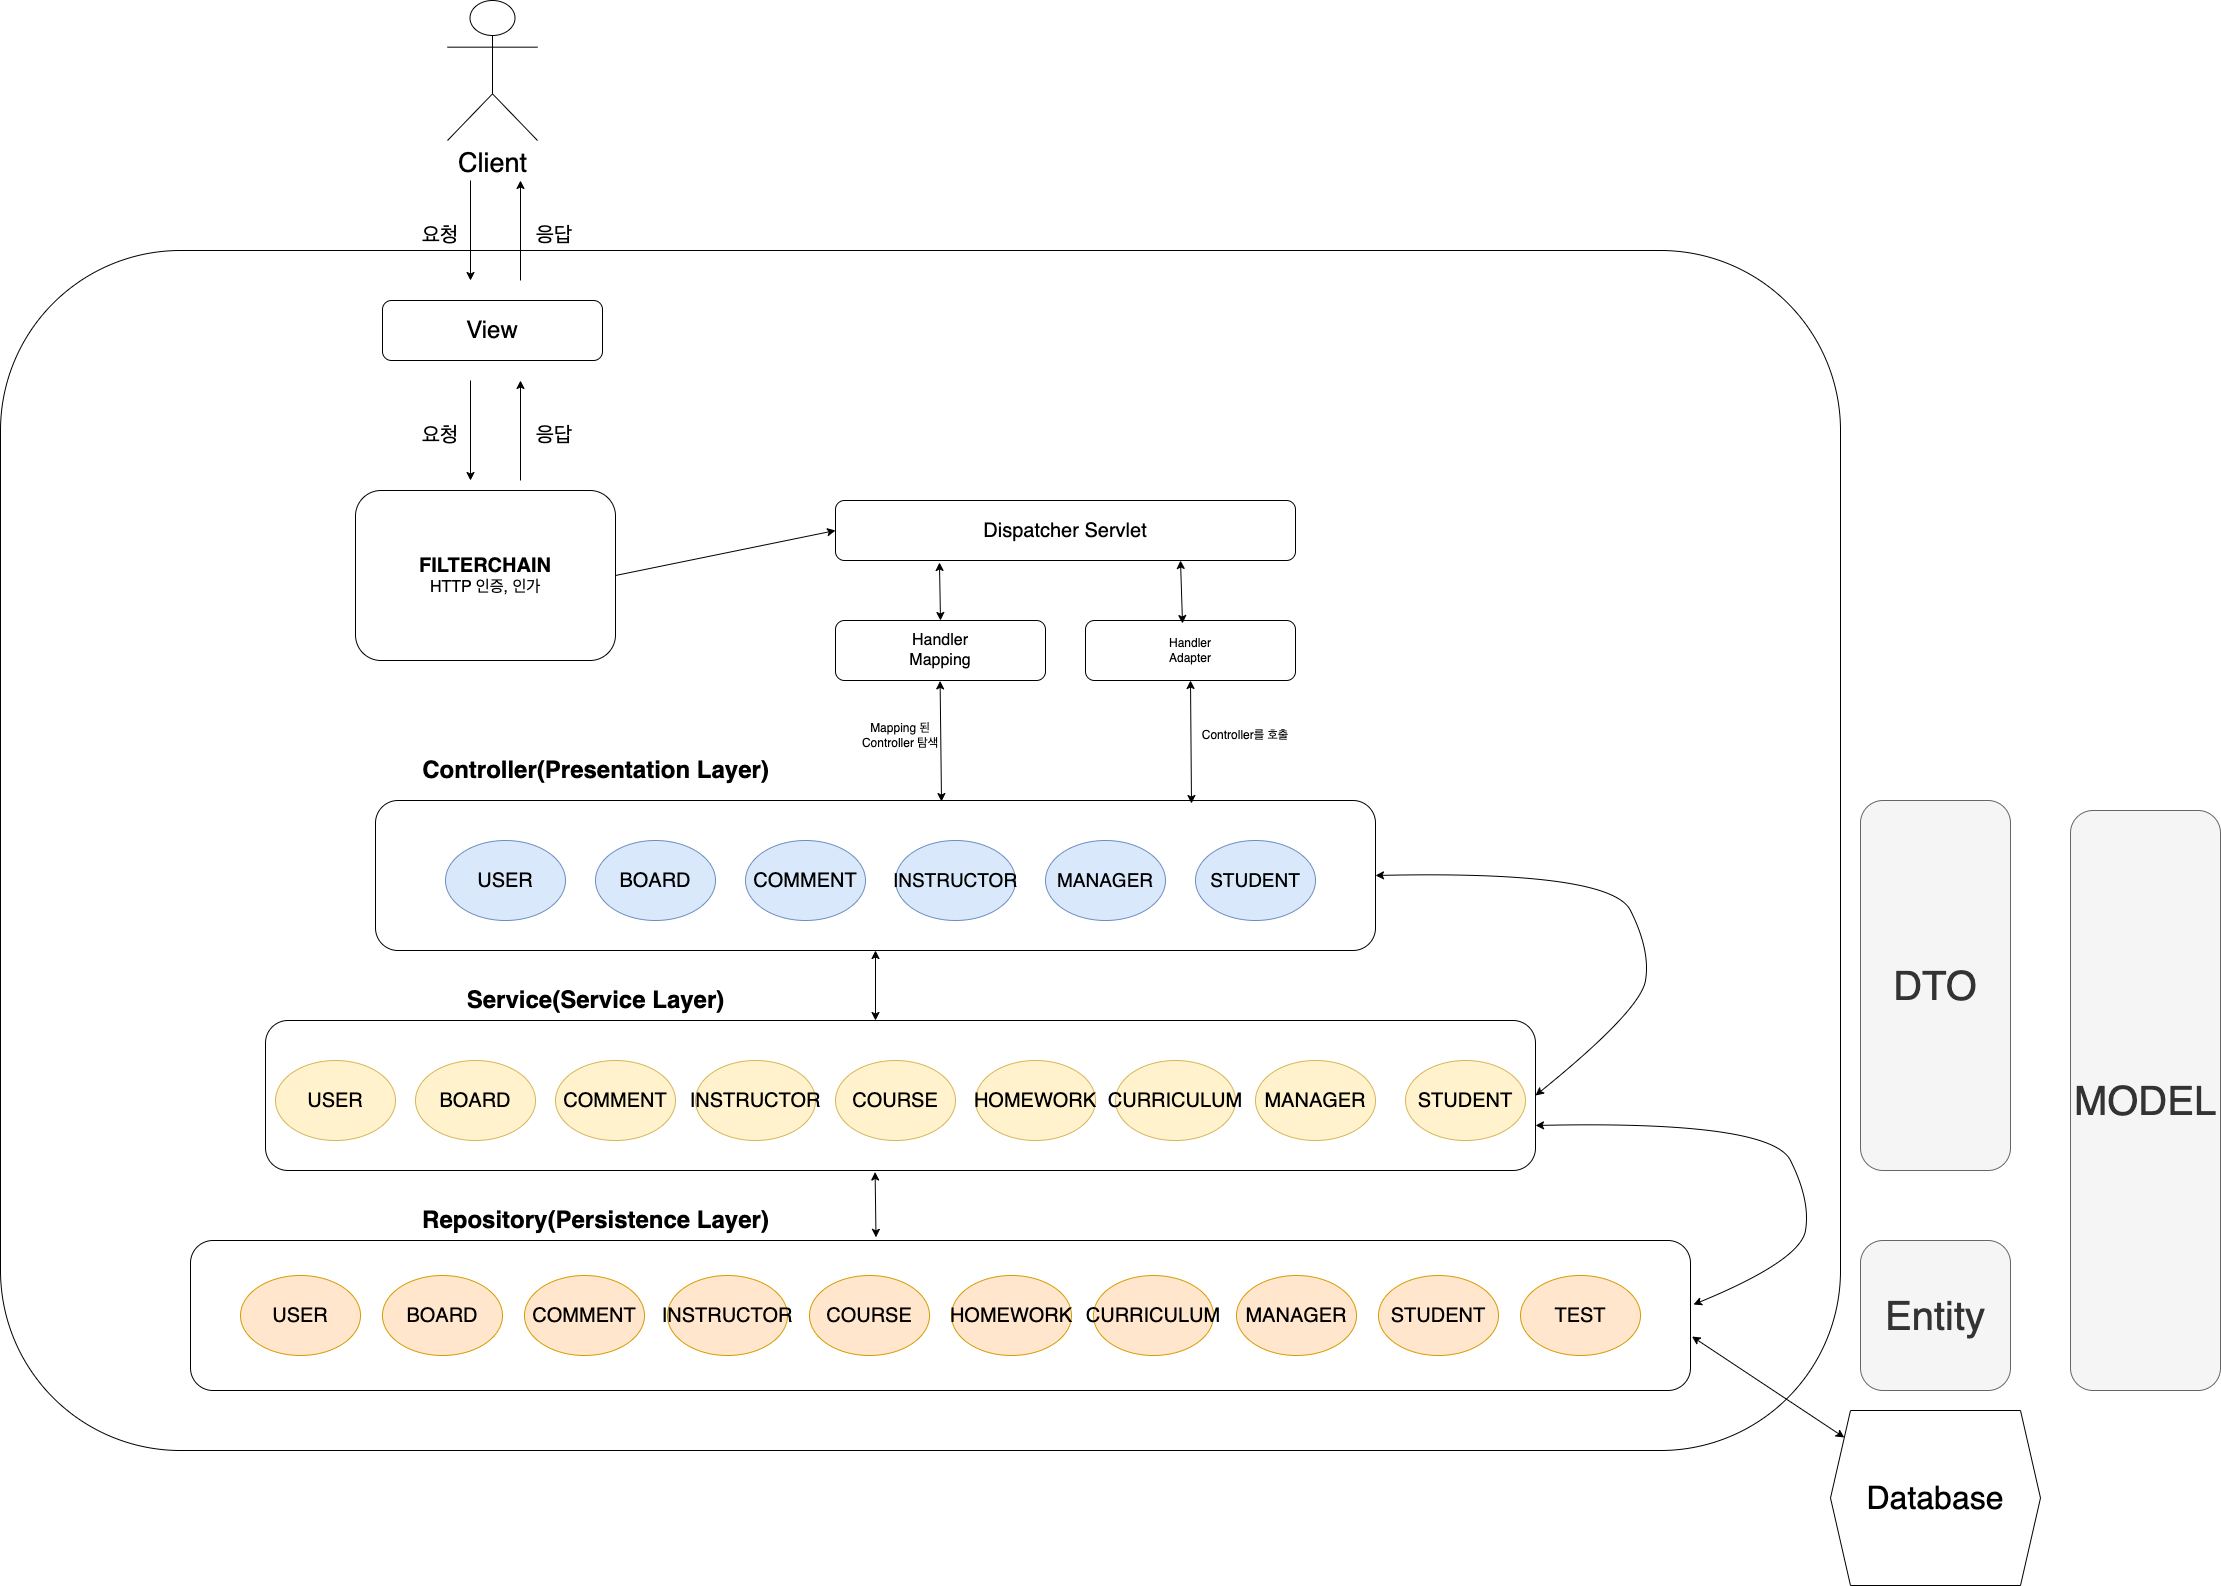 Client
요청
응답
View
요청
응답
FILTERCHAIN
HTTP 인증, 인가
Dispatcher Servlet
Handler
Mapping
Handler
Adapter
Mapping 된
Controller 탐색
Controller를 호출
Controller(Presentation Layer)
USER
BOARD
COMMENT
INSTRUCTOR
MANAGER
STUDENT
Service(Service Layer)
USER
BOARD
COMMENT
INSTRUCTOR
COURSE
HOMEWORK
CURRICULUM
MANAGER
STUDENT
Repository(Persistence Layer)
USER
BOARD
COMMENT
INSTRUCTOR
COURSE
HOMEWORK
CURRICULUM
MANAGER
STUDENT
TEST
DTO
MODEL
Entity
Database